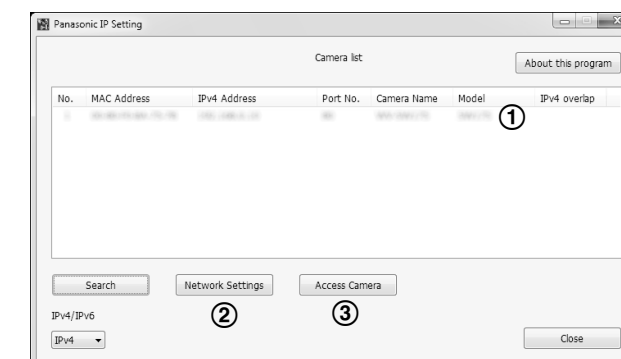 Panasonic IP Setting
Camera list
About this program
No. MAC Address IPv4 Address Port No. Camera Name Model IPv4 overlap
①
Search Network Settings Access Camera
② ③
IPv4/IPv6
IPv4 Close